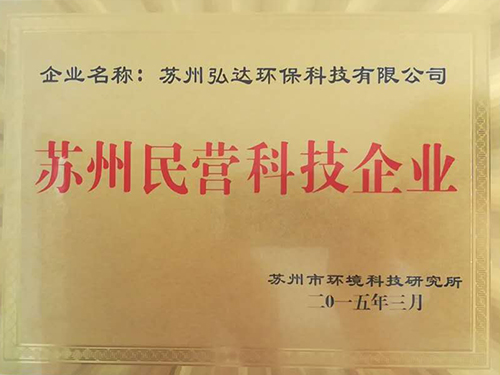 企业名称：苏州弘达环保科技有限公司
苏州民营科技企业
苏州市环境科技研究所
二0一五年三月